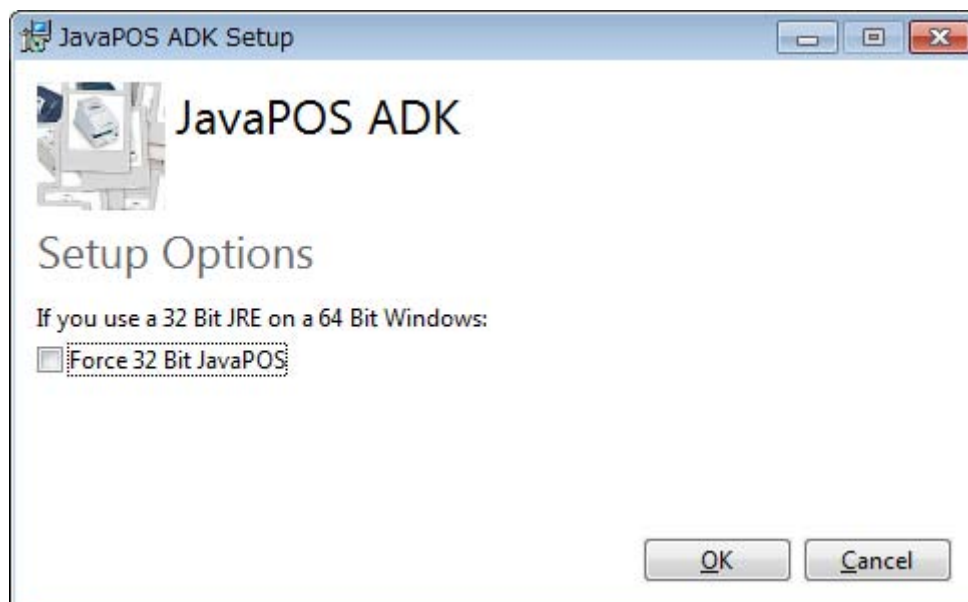 JavaPOS ADK Setup
JavaPOS ADK
Setup Options
If you use a 32 Bit JRE on a 64 Bit Windows:
Force 32 Bit JavaPOS
OK
Cancel